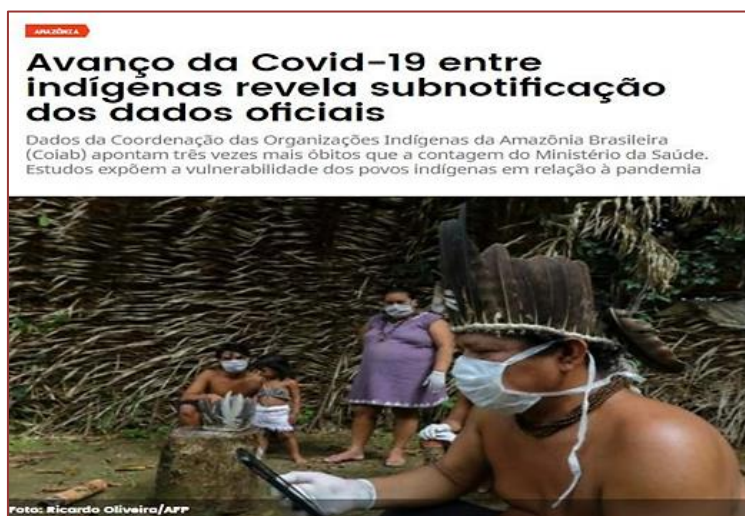 AMAZÔNIA
Avanço da Covid-19 entre
indígenas revela subnotificação
dos dados oficiais
Dados da Coordenação das Organizações Indígenas da Amazônia Brasileira
(Coiab) apontam três vezes mais óbitos que a contagem do Ministério da Saúde.
Estudos expõem a vulnerabilidade dos povos indígenas em relação à pandemia
Foto: Ricardo Oliveira/AFP